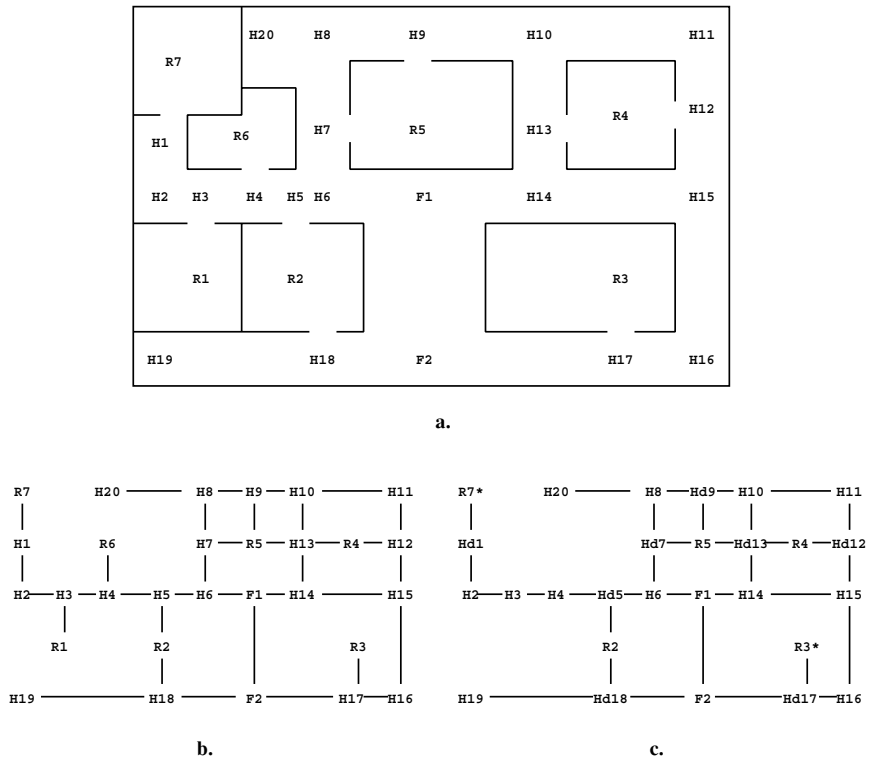 H20 H8 H9 H10 H11
R7
H12
R4
H7 R5 H13
R6
H1
H2 H3 H4 H5 H6 F1 H14 H15
R1 R2 R3
H19 H18 F2 H17 H16
a.
R7 H20 H8 H9 H10 H11
H1 R6 H7 R5 H13 R4 H12
H2 H3 H4 H5 H6 F1 H14 H15
R1 R2 R3
H19 H18 F2 H17 H16
b.
R7* H20 H8 Hd9 H10 H11
Hd1 Hd7 R5 Hd13 R4 Hd12
H2 H3 H4 Hd5 H6 F1 H14 H15
R2 R3*
H19 Hd18 F2 Hd17 H16
c.